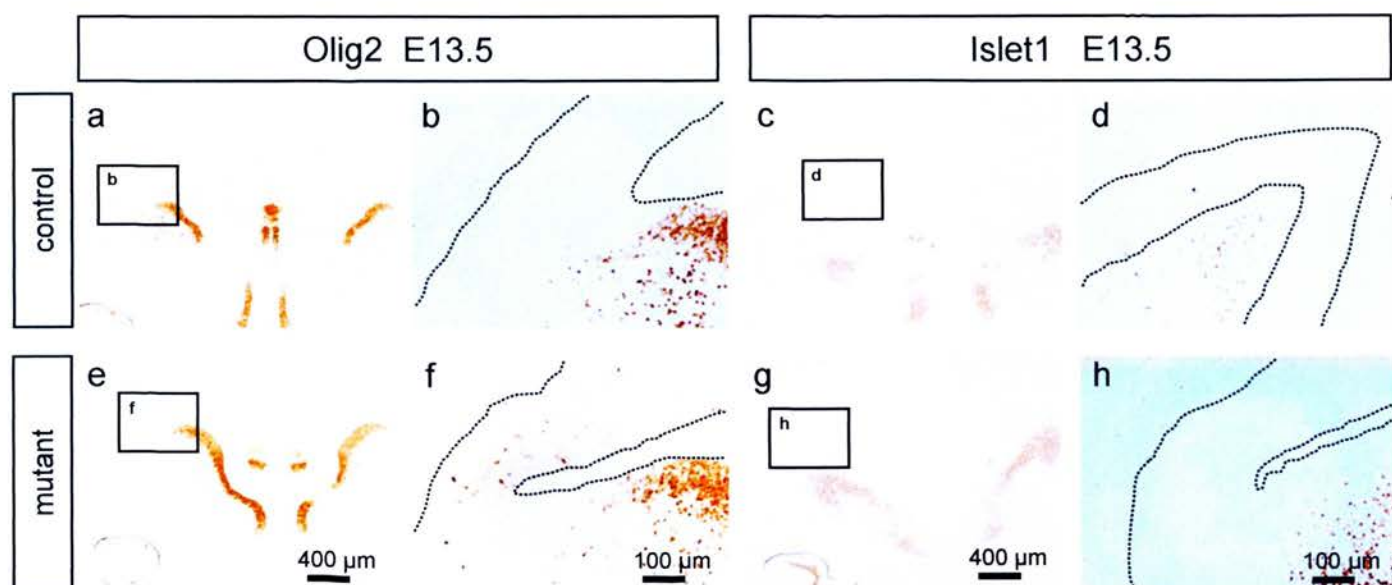 Olig2 E13.5
Islet1 E13.5
control
a
b
b
c
d
d
mutant
e
f
400 µm
f
100 µm
g
h
400 µm
h
100 µm